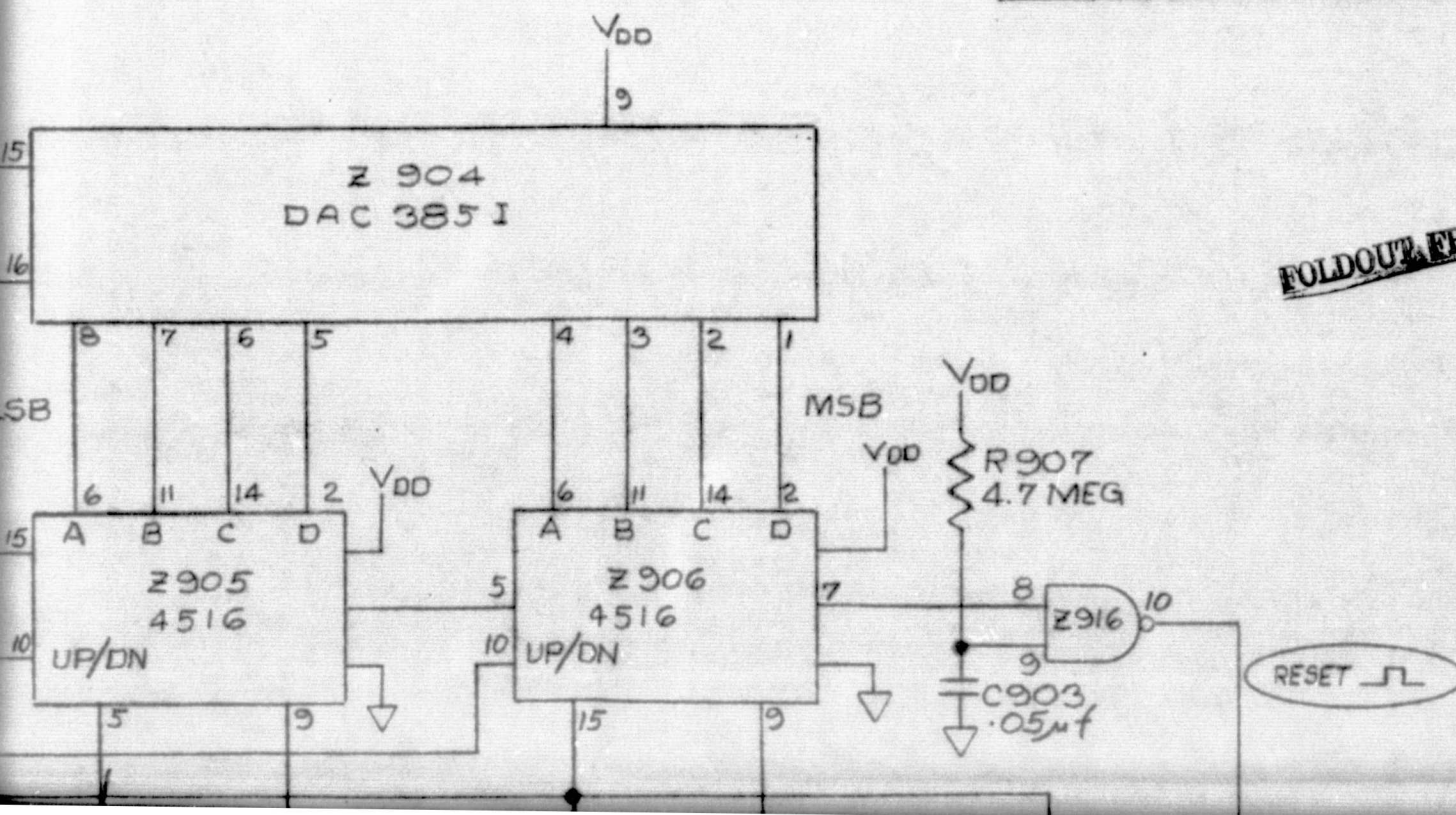 VDD
9
15
Z 904
DAC 385 I
16
8 7 6 5 4 3 2 1
MSB
VDD
VDD
VDD
R907
4.7 MEG
6 11 14 2
6 11 14 2
15
A B C D
A B C D
Z905
4516
5
Z906
4516
7
8
Z916
10
10
UP/DN
10
UP/DN
9
RESET
C903
.05μf
5
9
15
9
FOLDOUT